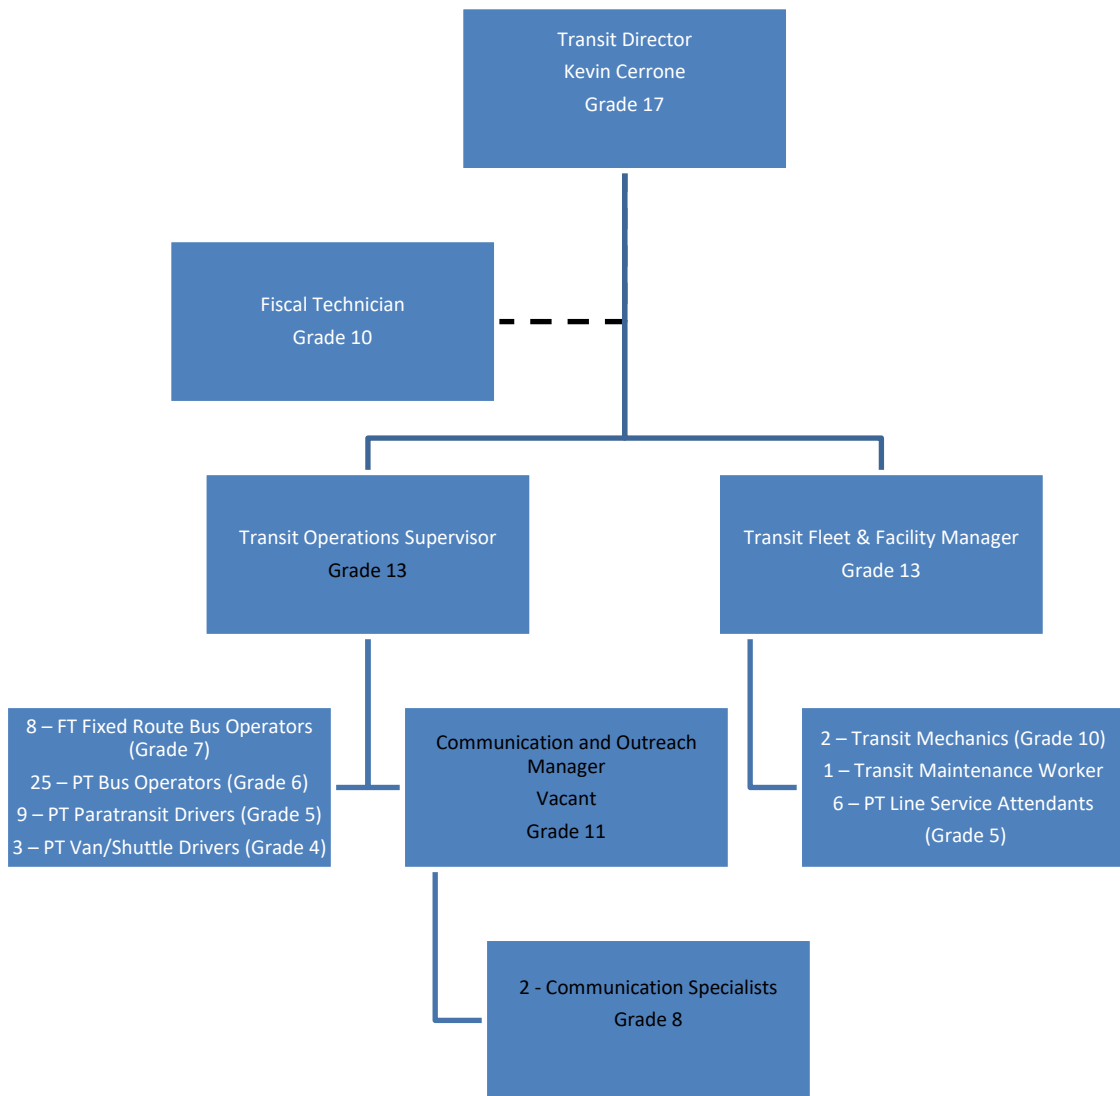 Transit Director
Kevin Cerrone
Grade 17
Fiscal Technician
Grade 10
Transit Operations Supervisor
Grade 13
Transit Fleet & Facility Manager
Grade 13
8 – FT Fixed Route Bus Operators
(Grade 7)
25 – PT Bus Operators (Grade 6)
9 – PT Paratransit Drivers (Grade 5)
3 – PT Van/Shuttle Drivers (Grade 4)
Communication and Outreach
Manager
Vacant
Grade 11
2 – Transit Mechanics (Grade 10)
1 – Transit Maintenance Worker
6 – PT Line Service Attendants
(Grade 5)
2 - Communication Specialists
Grade 8